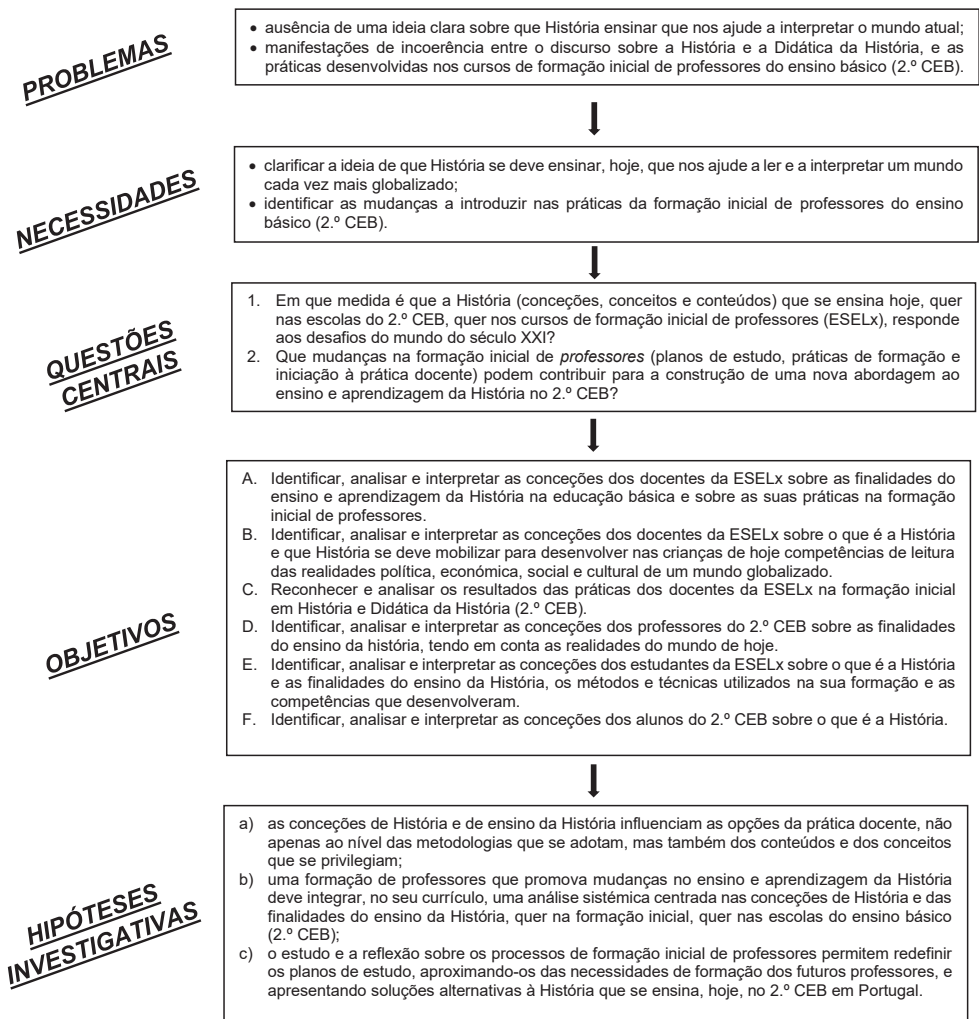 PROBLEMAS
• ausência de uma ideia clara sobre que História ensinar que nos ajude a interpretar o mundo atual;
• manifestações de incoerência entre o discurso sobre a História e a Didática da História, e as
práticas desenvolvidas nos cursos de formação inicial de professores do ensino básico (2.º CEB).
NECESSIDADES
• clarificar a ideia de que História se deve ensinar, hoje, que nos ajude a ler e a interpretar um mundo
cada vez mais globalizado;
• identificar as mudanças a introduzir nas práticas da formação inicial de professores do ensino
básico (2.º CEB).
QUESTÕES
CENTRAIS
1. Em que medida é que a História (conceções, conceitos e conteúdos) que se ensina hoje, quer
nas escolas do 2.º CEB, quer nos cursos de formação inicial de professores (ESELx), responde
aos desafios do mundo do século XXI?
2. Que mudanças na formação inicial de professores (planos de estudo, práticas de formação e
iniciação à prática docente) podem contribuir para a construção de uma nova abordagem ao
ensino e aprendizagem da História no 2.º CEB?
OBJETIVOS
A. Identificar, analisar e interpretar as conceções dos docentes da ESELx sobre as finalidades do
ensino e aprendizagem da História na educação básica e sobre as suas práticas na formação
inicial de professores.
B. Identificar, analisar e interpretar as conceções dos docentes da ESELx sobre o que é a História
e que História se deve mobilizar para desenvolver nas crianças de hoje competências de leitura
das realidades política, económica, social e cultural de um mundo globalizado.
C. Reconhecer e analisar os resultados das práticas dos docentes da ESELx na formação inicial
em História e Didática da História (2.º CEB).
D. Identificar, analisar e interpretar as conceções dos professores do 2.º CEB sobre as finalidades
do ensino da história, tendo em conta as realidades do mundo de hoje.
E. Identificar, analisar e interpretar as conceções dos estudantes da ESELx sobre o que é a História
e as finalidades do ensino da História, os métodos e técnicas utilizados na sua formação e as
competências que desenvolveram.
F. Identificar, analisar e interpretar as conceções dos alunos do 2.º CEB sobre o que é a História.
HIPÓTESES
INVESTIGATIVAS
a) as conceções de História e de ensino da História influenciam as opções da prática docente, não
apenas ao nível das metodologias que se adotam, mas também dos conteúdos e dos conceitos
que se privilegiam;
b) uma formação de professores que promova mudanças no ensino e aprendizagem da História
deve integrar, no seu currículo, uma análise sistémica centrada nas conceções de História e das
finalidades do ensino da História, quer na formação inicial, quer nas escolas do ensino básico
(2.º CEB);
c) o estudo e a reflexão sobre os processos de formação inicial de professores permitem redefinir
os planos de estudo, aproximando-os das necessidades de formação dos futuros professores, e
apresentando soluções alternativas à História que se ensina, hoje, no 2.º CEB em Portugal.